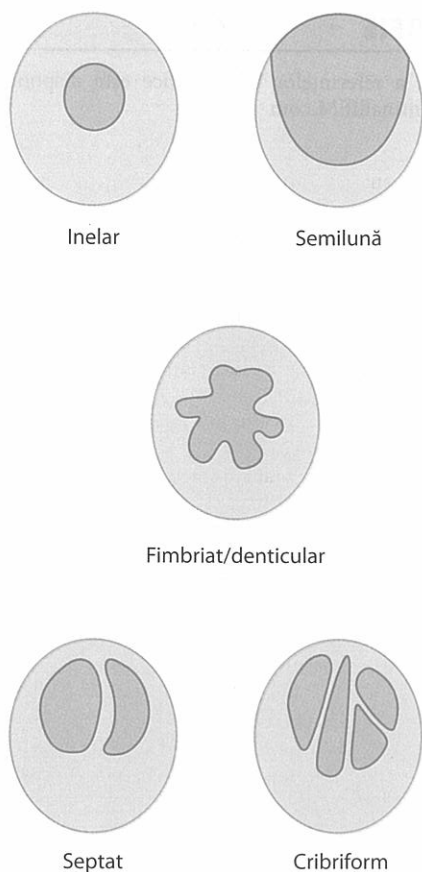 Inelar
Semilună
Fimbriat/denticular
Septat
Cribriform